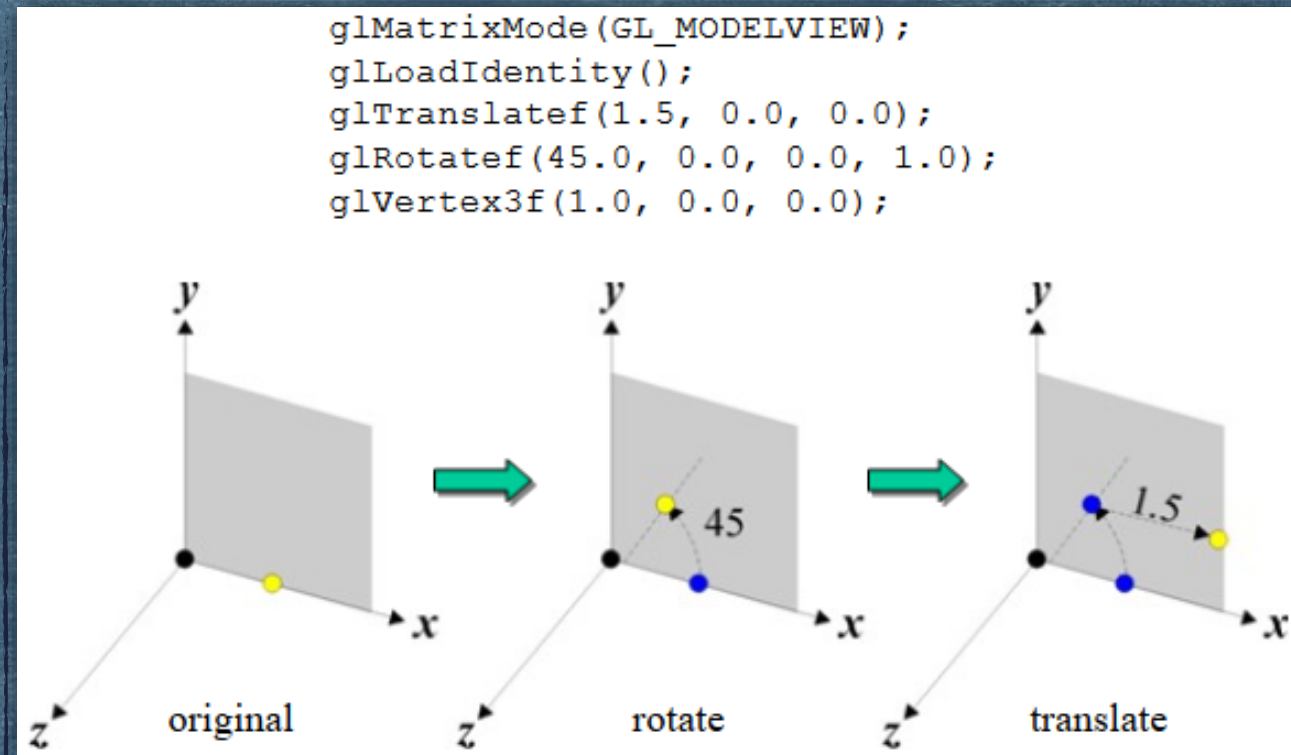 glMatrixMode(GL_MODELVIEW);
glLoadIdentity();
glTranslatef(1.5, 0.0, 0.0);
glRotatef(45.0, 0.0, 0.0, 1.0);
glVertex3f(1.0, 0.0, 0.0);
y
x
z
original
y
45
x
z
rotate
y
1.5
x
z
translate